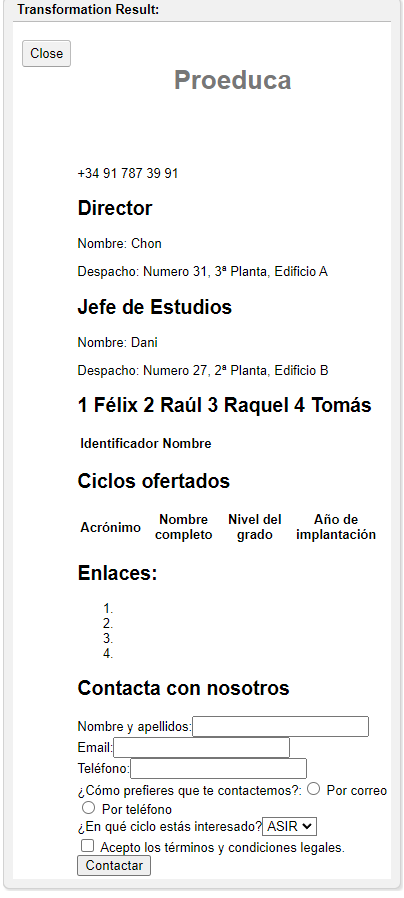 Transformation Result:
Close
Proeduca
+34 91 787 39 91
Director
Nombre: Chon
Despacho: Numero 31, 3ª Planta, Edificio A
Jefe de Estudios
Nombre: Dani
Despacho: Numero 27, 2ª Planta, Edificio B
1 Félix 2 Raúl 3 Raquel 4 Tomás
Identificador Nombre
Ciclos ofertados
Acrónimo Nombre completo Nivel del grado Año de implantación
Enlaces:
1.
2.
3.
4.
Contacta con nosotros
Nombre y apellidos:
Email:
Teléfono:
¿Cómo prefieres que te contactemos?: Por correo
Por teléfono
¿En qué ciclo estás interesado? ASIR
Acepto los términos y condiciones legales.
Contactar